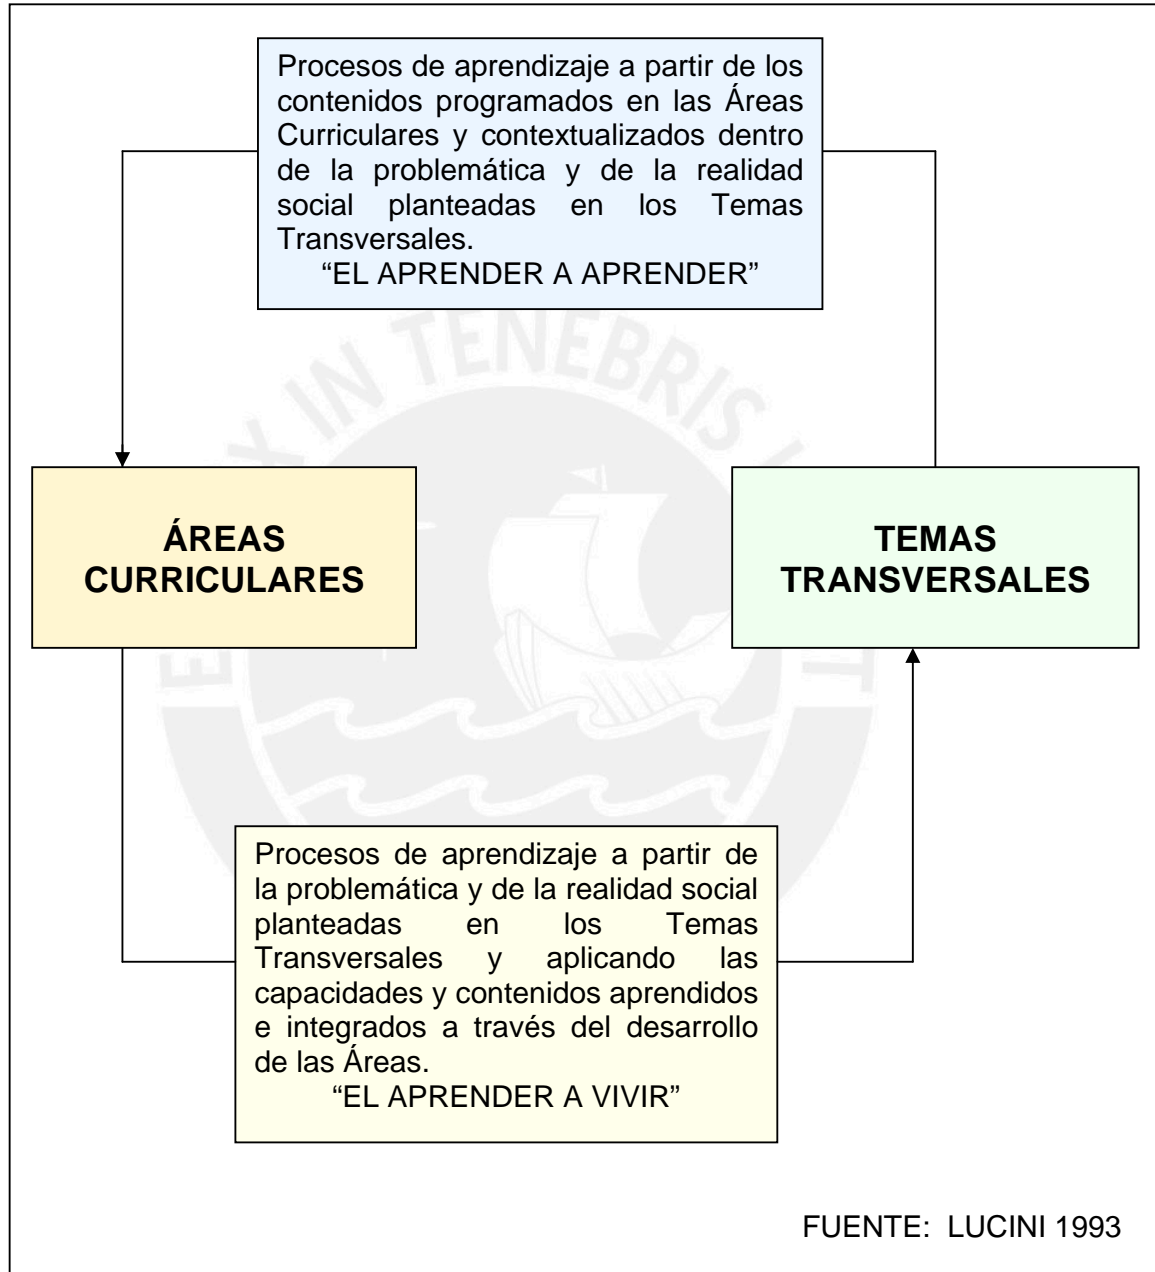 Procesos de aprendizaje a partir de los
contenidos programados en las Áreas
Curriculares y contextualizados dentro
de la problemática y de la realidad
social planteadas en los Temas
Transversales.
“EL APRENDER A APRENDER”
ÁREAS
CURRICULARES
TEMAS
TRANSVERSALES
Procesos de aprendizaje a partir de
la problemática y de la realidad social
planteadas en los Temas
Transversales y aplicando las
capacidades y contenidos aprendidos
e integrados a través del desarrollo
de las Áreas.
“EL APRENDER A VIVIR”
FUENTE: LUCINI 1993
IN TENEBRIS